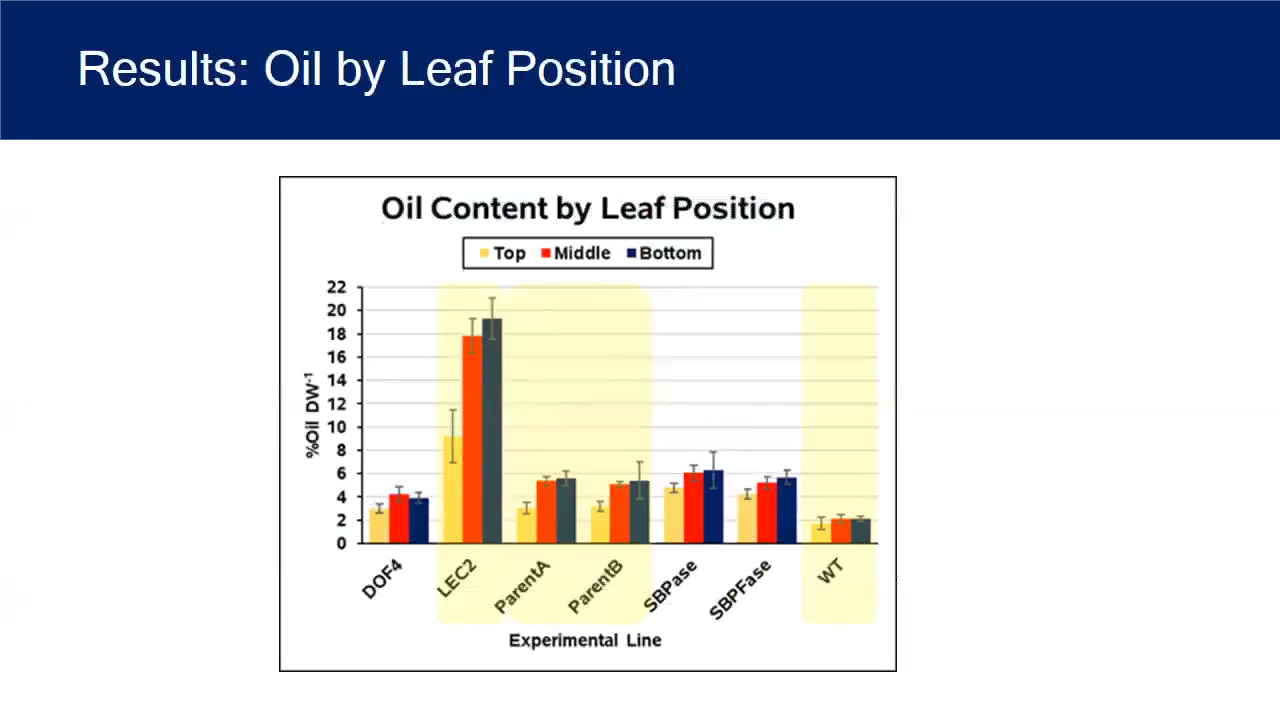 Results: Oil by Leaf Position
Oil Content by Leaf Position
Top Middle Bottom
22
20
18
16
14
12
10
8
6
4
2
0
%Oil DW⁻¹
DOF4
LEC2
ParentA
ParentB
SBPase
SBPFase
WT
Experimental Line